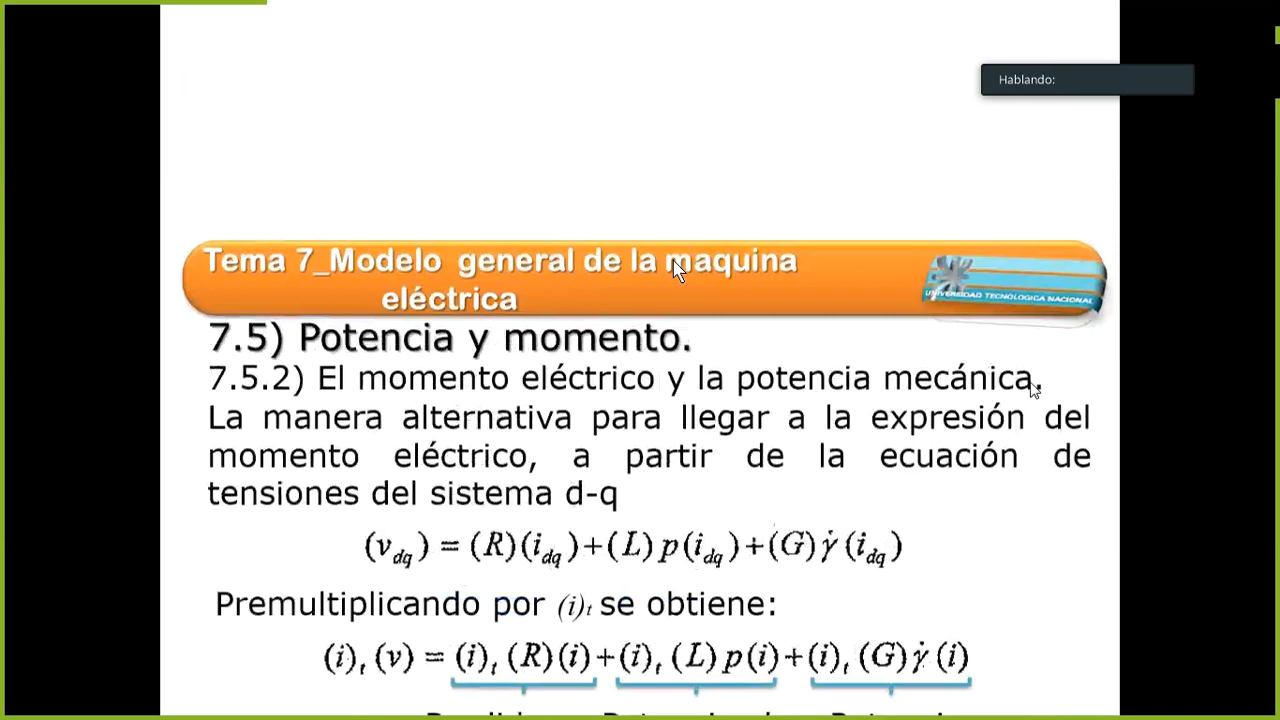 Hablando:
Tema 7_Modelo general de la maquina
eléctrica
UNIVERSIDAD TECNOLOGICA NACIONAL
7.5) Potencia y momento.
7.5.2) El momento eléctrico y la potencia mecánica.
La manera alternativa para llegar a la expresión del
momento eléctrico, a partir de la ecuación de
tensiones del sistema d-q
(v_dq) = (R)(i_dq)+(L) p(i_dq)+(G)γ̇ (i_dq)
Premultiplicando por (i)_t se obtiene:
(i)_t (v) = (i)_t (R)(i)+(i)_t (L) p(i)+(i)_t (G)γ̇ (i)